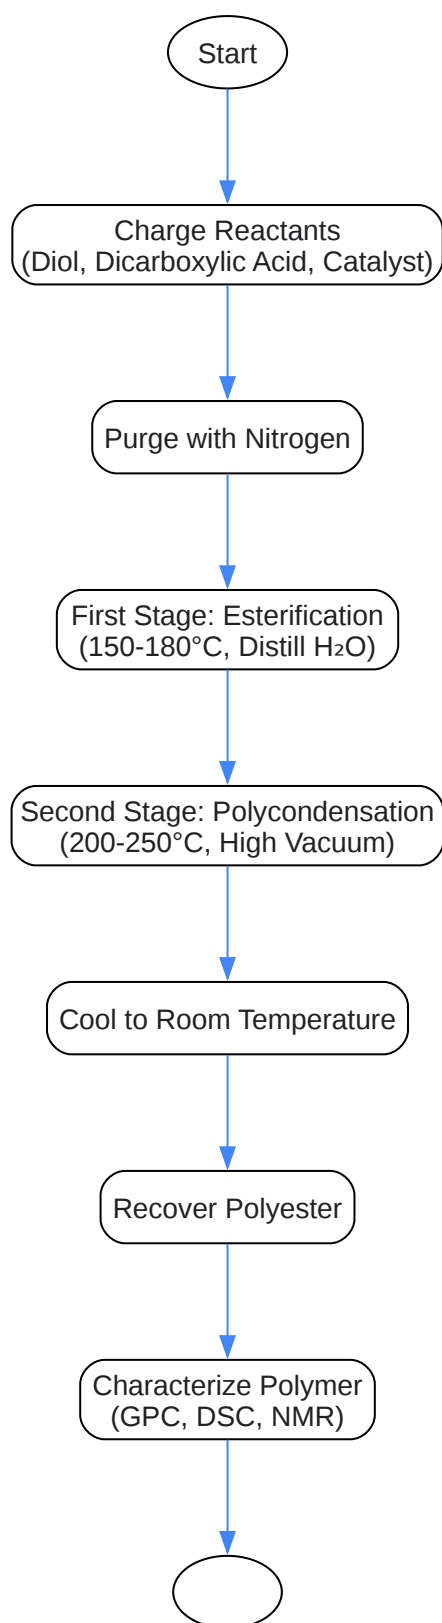 Start
Charge Reactants
(Diol, Dicarboxylic Acid, Catalyst)
Purge with Nitrogen
First Stage: Esterification
(150-180°C, Distill H₂O)
Second Stage: Polycondensation
(200-250°C, High Vacuum)
Cool to Room Temperature
Recover Polyester
Characterize Polymer
(GPC, DSC, NMR)